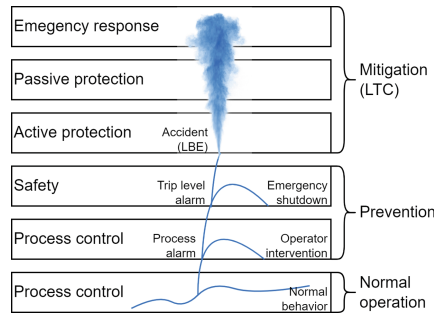 Emegency response
Passive protection
Mitigation
(LTC)
Active protection
Accident
(LBE)
Safety
Trip level
alarm
Emergency
shutdown
Prevention
Process control
Process
alarm
Operator
intervention
Process control
Normal
behavior
Normal
operation